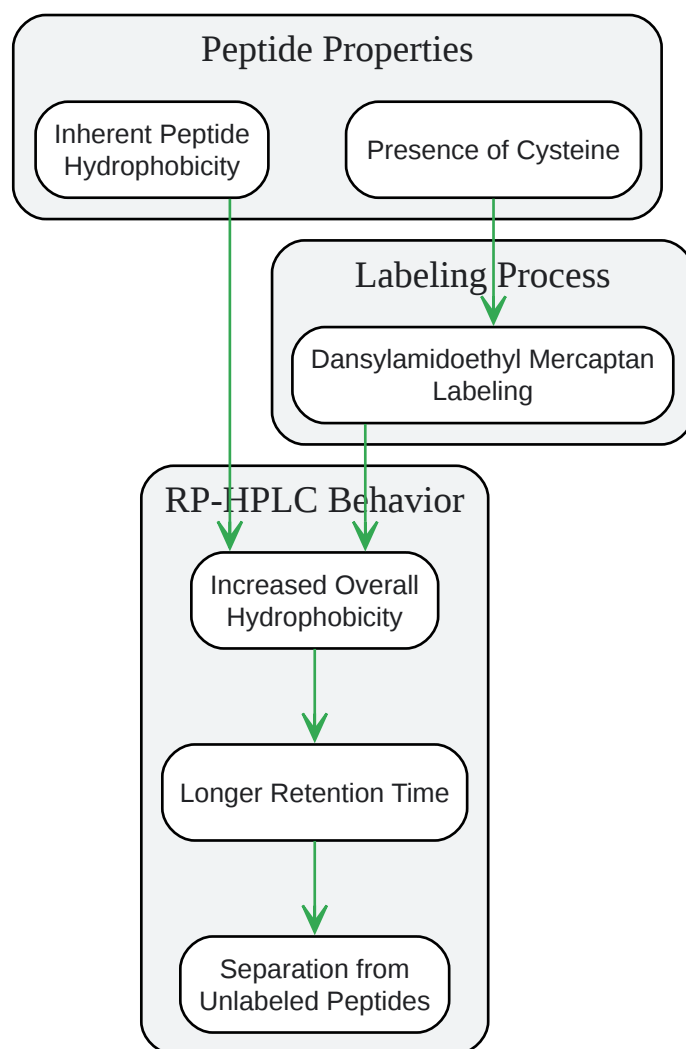 Peptide Properties
Inherent Peptide
Hydrophobicity
Presence of Cysteine
Labeling Process
Dansylamidoethyl Mercaptan
Labeling
RP-HPLC Behavior
Increased Overall
Hydrophobicity
Longer Retention Time
Separation from
Unlabeled Peptides